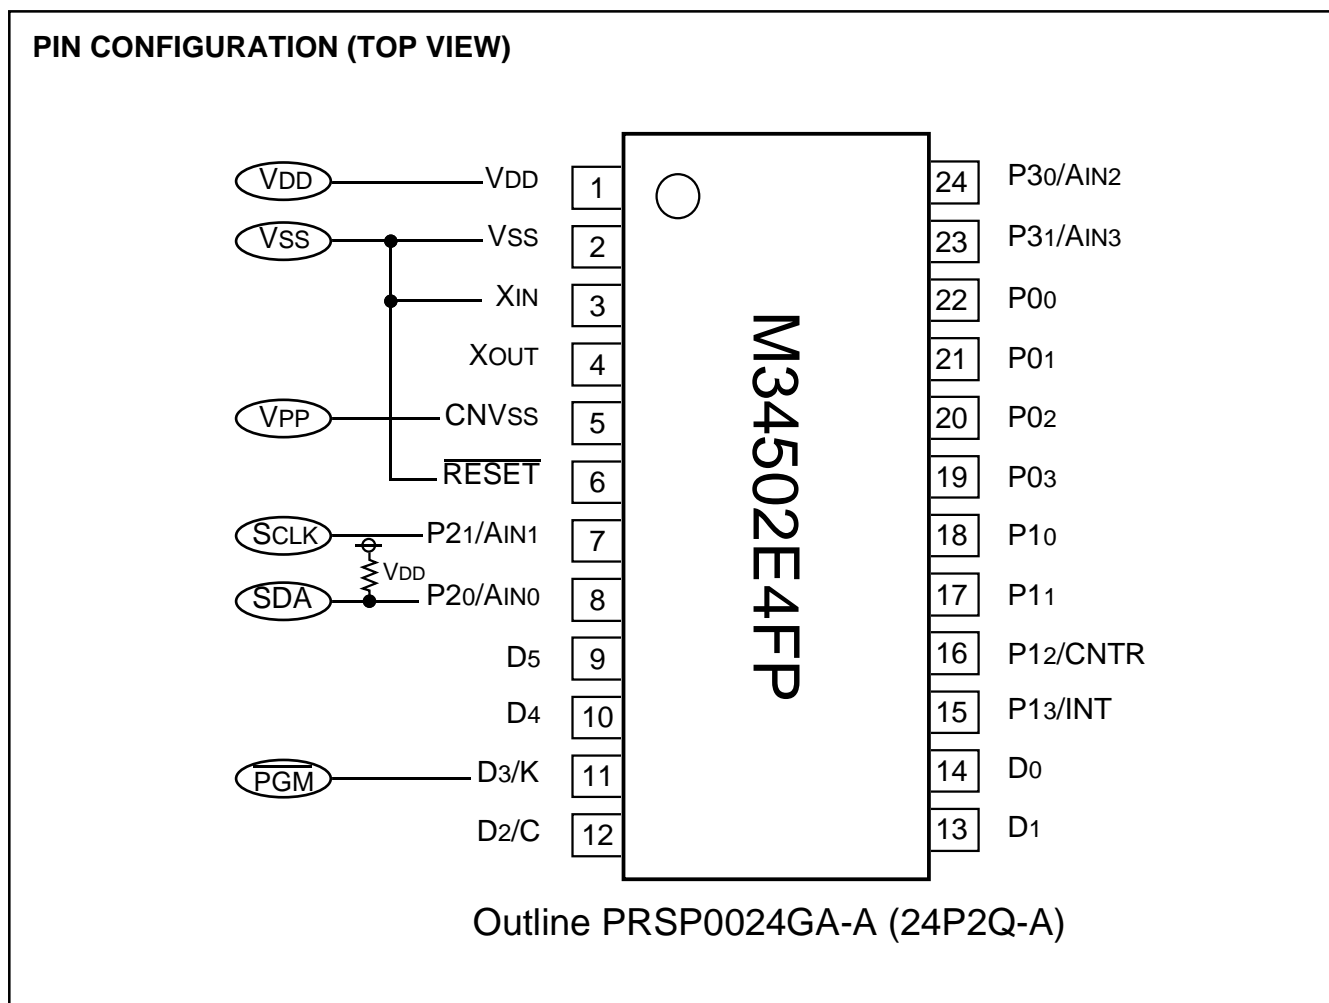 PIN CONFIGURATION (TOP VIEW)
VDD VDD 1
VSS VSS 2
XIN 3
XOUT 4
VPP CNVSS 5
RESET 6
SCLK P21/AIN1 7
VDD
SDA P20/AIN0 8
D5 9
D4 10
PGM D3/K 11
D2/C 12
M34502E4FP
24 P30/AIN2
23 P31/AIN3
22 P00
21 P01
20 P02
19 P03
18 P10
17 P11
16 P12/CNTR
15 P13/INT
14 D0
13 D1
Outline PRSP0024GA-A (24P2Q-A)